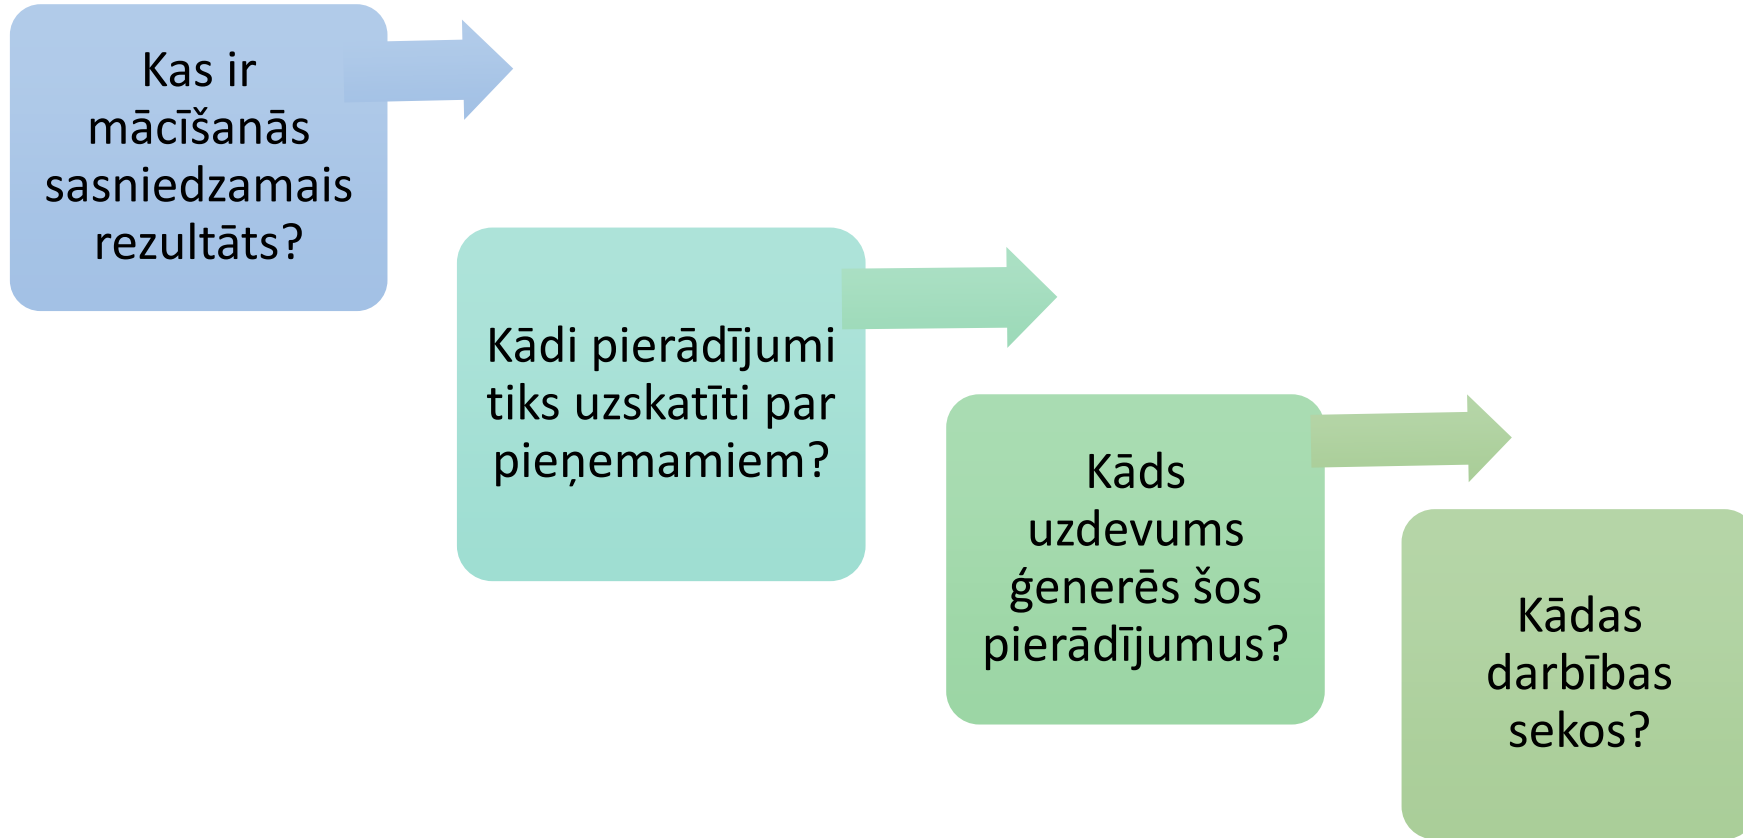 Kas ir
mācīšanās
sasniedzamais
rezultāts?
Kādi pierādījumi
tiks uzskatīti par
pieņemamiem?
Kāds
uzdevums
ģenerēs šos
pierādījumus?
Kādas
darbības
sekos?